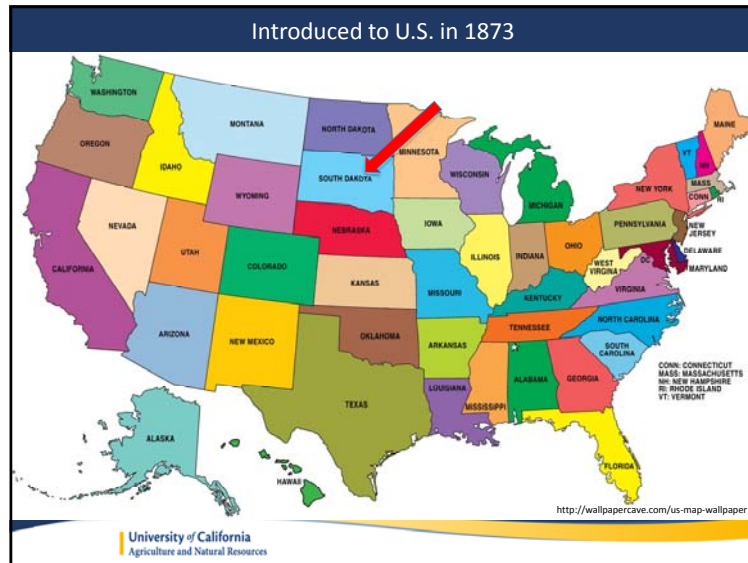 Introduced to U.S. in 1873
WASHINGTON
MONTANA
NORTH DAKOTA
MINNESOTA
MAINE
OREGON
IDAHO
SOUTH DAKOTA
WISCONSIN
MICHIGAN
VT
NH
NEW YORK
MASS
CONN
RI
WYOMING
NEBRASKA
IOWA
PENNSYLVANIA
NEW
JERSEY
NEVADA
UTAH
COLORADO
ILLINOIS
INDIANA
OHIO
DELAWARE
WEST
VIRGINIA
DC
MARYLAND
CALIFORNIA
KANSAS
MISSOURI
KENTUCKY
VIRGINIA
ARIZONA
NEW MEXICO
OKLAHOMA
ARKANSAS
TENNESSEE
NORTH CAROLINA
SOUTH
CAROLINA
TEXAS
LOUISIANA
MISSISSIPPI
ALABAMA
GEORGIA
CONN: CONNECTICUT
MASS: MASSACHUSETTS
NH: NEW HAMPSHIRE
RI: RHODE ISLAND
VT: VERMONT
ALASKA
HAWAII
FLORIDA
http://wallpapercave.com/us-map-wallpaper
University of California
Agriculture and Natural Resources